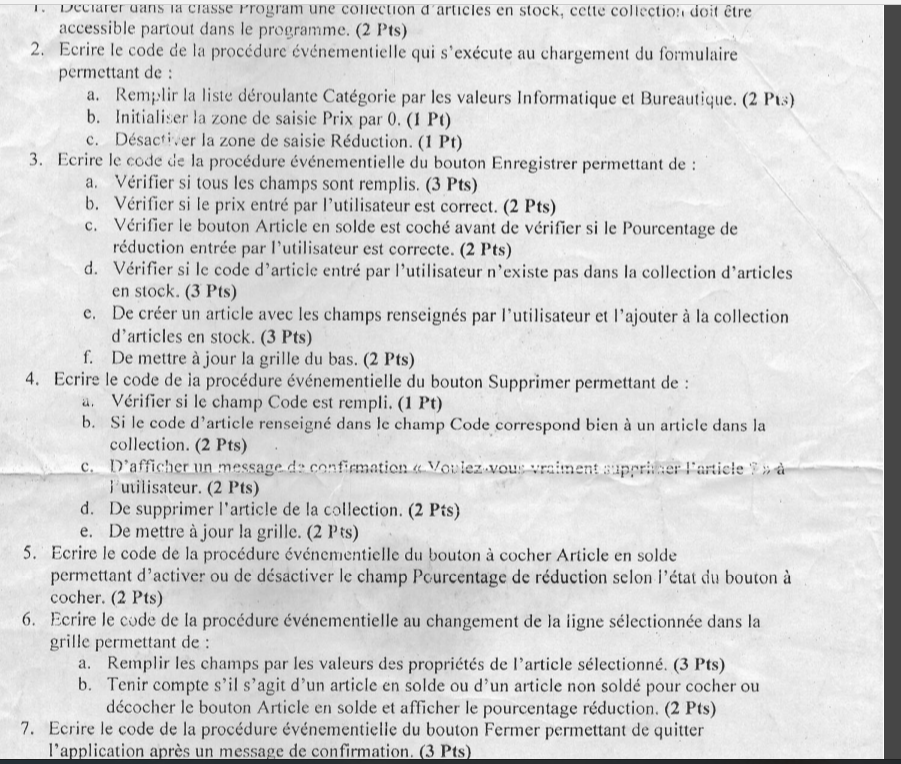 1. Declarer dans la classe Program une collection d'articles en stock, cette collection doit être
accessible partout dans le programme. (2 Pts)
2. Ecrire le code de la procédure événementielle qui s'exécute au chargement du formulaire
permettant de :
a. Remplir la liste déroulante Catégorie par les valeurs Informatique et Bureautique. (2 Pts)
b. Initialiser la zone de saisie Prix par 0. (1 Pt)
c. Désactiver la zone de saisie Réduction. (1 Pt)
3. Ecrire le code de la procédure événementielle du bouton Enregistrer permettant de :
a. Vérifier si tous les champs sont remplis. (3 Pts)
b. Vérifier si le prix entré par l'utilisateur est correct. (2 Pts)
c. Vérifier le bouton Article en solde est coché avant de vérifier si le Pourcentage de
réduction entrée par l'utilisateur est correcte. (2 Pts)
d. Vérifier si le code d'article entré par l'utilisateur n'existe pas dans la collection d'articles
en stock. (3 Pts)
e. De créer un article avec les champs renseignés par l'utilisateur et l'ajouter à la collection
d'articles en stock. (3 Pts)
f. De mettre à jour la grille du bas. (2 Pts)
4. Ecrire le code de la procédure événementielle du bouton Supprimer permettant de :
a. Vérifier si le champ Code est rempli. (1 Pt)
b. Si le code d'article renseigné dans le champ Code correspond bien à un article dans la
collection. (2 Pts)
c. D'afficher un message de confirmation « Voulez-vous vraiment supprimer l'article ? » à
l'utilisateur. (2 Pts)
d. De supprimer l'article de la collection. (2 Pts)
e. De mettre à jour la grille. (2 Pts)
5. Ecrire le code de la procédure événementielle du bouton à cocher Article en solde
permettant d'activer ou de désactiver le champ Pourcentage de réduction selon l'état du bouton à
cocher. (2 Pts)
6. Ecrire le code de la procédure événementielle au changement de la ligne sélectionnée dans la
grille permettant de :
a. Remplir les champs par les valeurs des propriétés de l'article sélectionné. (3 Pts)
b. Tenir compte s'il s'agit d'un article en solde ou d'un article non soldé pour cocher ou
décocher le bouton Article en solde et afficher le pourcentage réduction. (2 Pts)
7. Ecrire le code de la procédure événementielle du bouton Fermer permettant de quitter
l'application après un message de confirmation. (3 Pts)